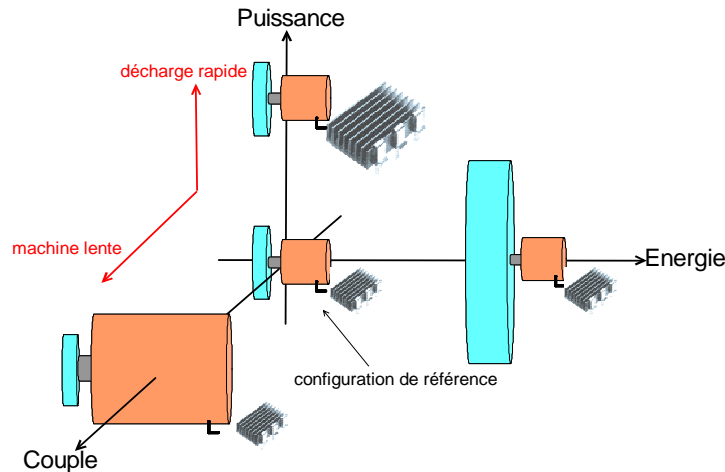 Puissance
décharge rapide
machine lente
Energie
configuration de référence
Couple